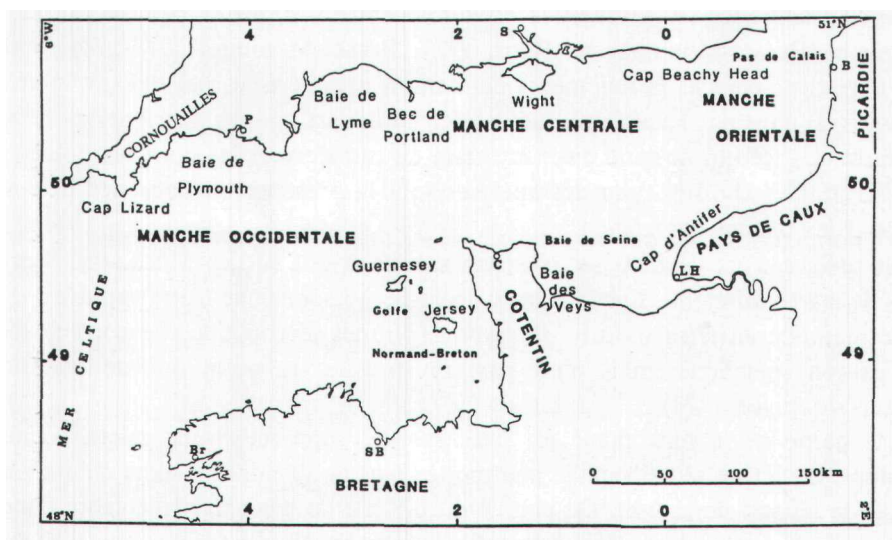 6°W
4
2
0
51°N
S
Pas de Calais
B
Cap Beachy Head
PICARDIE
Baie de
Lyme
Wight
MANCHE
ORIENTALE
CORNOUAILLES
P
Bec de
Portland
MANCHE CENTRALE
Baie de
Plymouth
50
50
Cap Lizard
MANCHE OCCIDENTALE
Baie de Seine
Cap d'Antifer
PAYS DE CAUX
Guernesey
C
LH
Baie
des
Veys
Golfe
Jersey
COTENTIN
Normand-Breton
MER CELTIQUE
49
49
Br
SB
BRETAGNE
0 50 100 150km
48°N
4
2
0
2°E